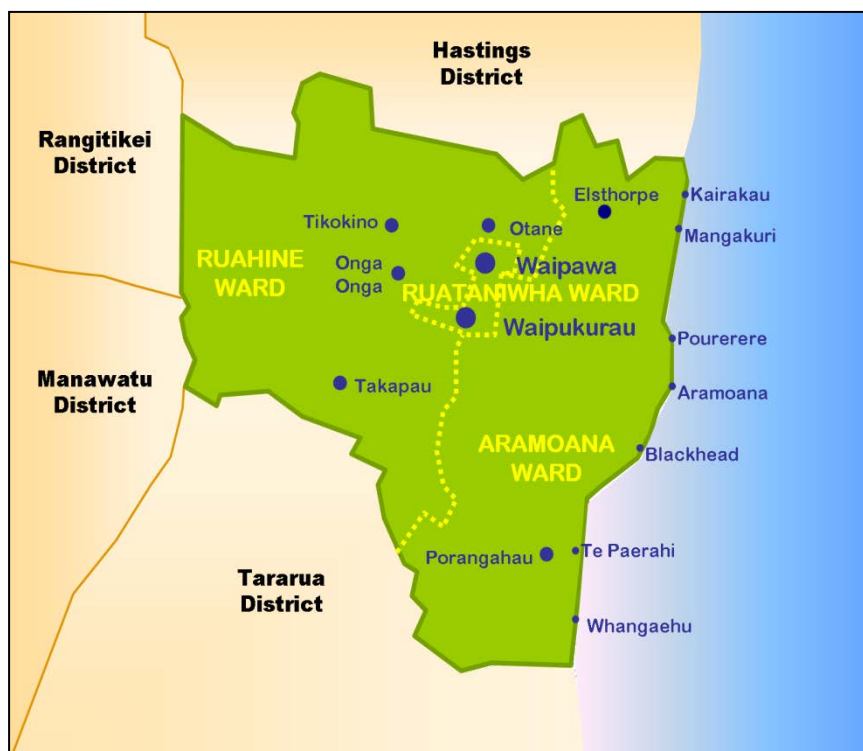 Hastings
District
Rangitikei
District
Elsthorpe
Kairakau
Tikokino
Otane
Mangakuri
RUAHINE
WARD
Onga
Onga
Waipawa
RUATANIWHA WARD
Waipukurau
Pourerere
Manawatu
District
Takapau
Aramoana
ARAMOANA
WARD
Blackhead
Porangahau
Te Paerahi
Tararua
District
Whangaehu